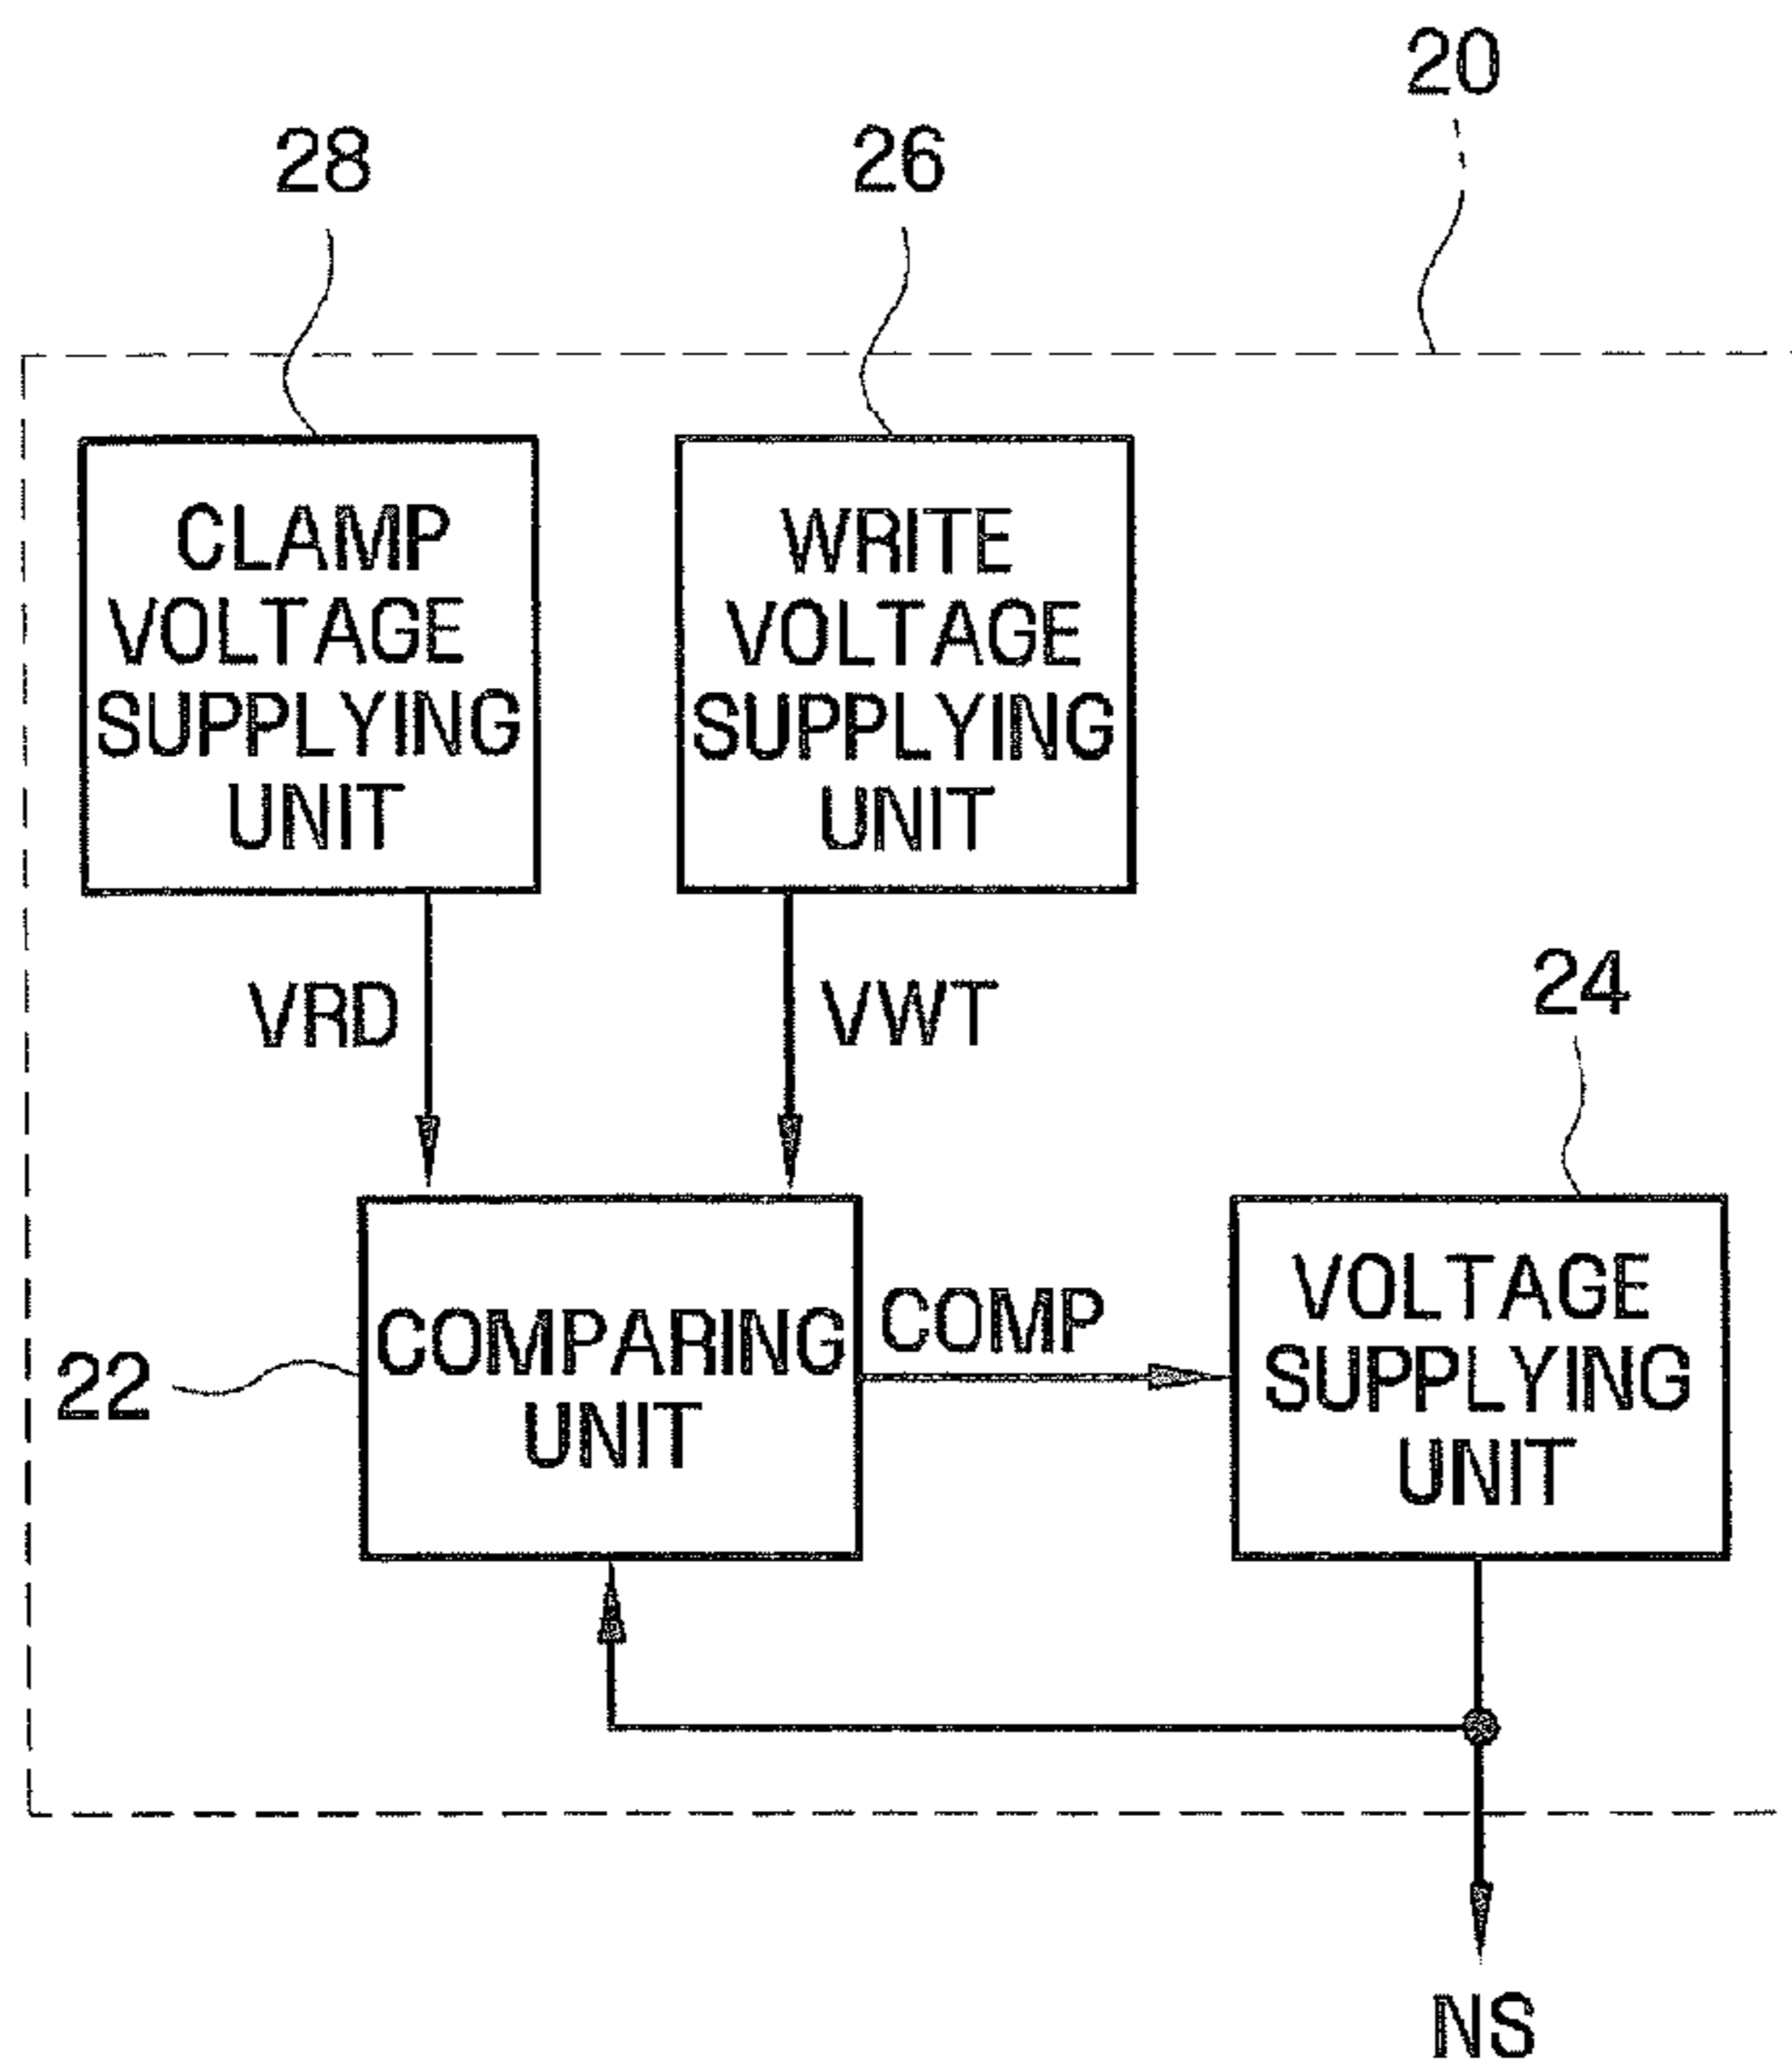 20
28
26
CLAMP
VOLTAGE
SUPPLYING
UNIT
WRITE
VOLTAGE
SUPPLYING
UNIT
VRD
VWT
24
22
COMPARING
UNIT
COMP
VOLTAGE
SUPPLYING
UNIT
NS